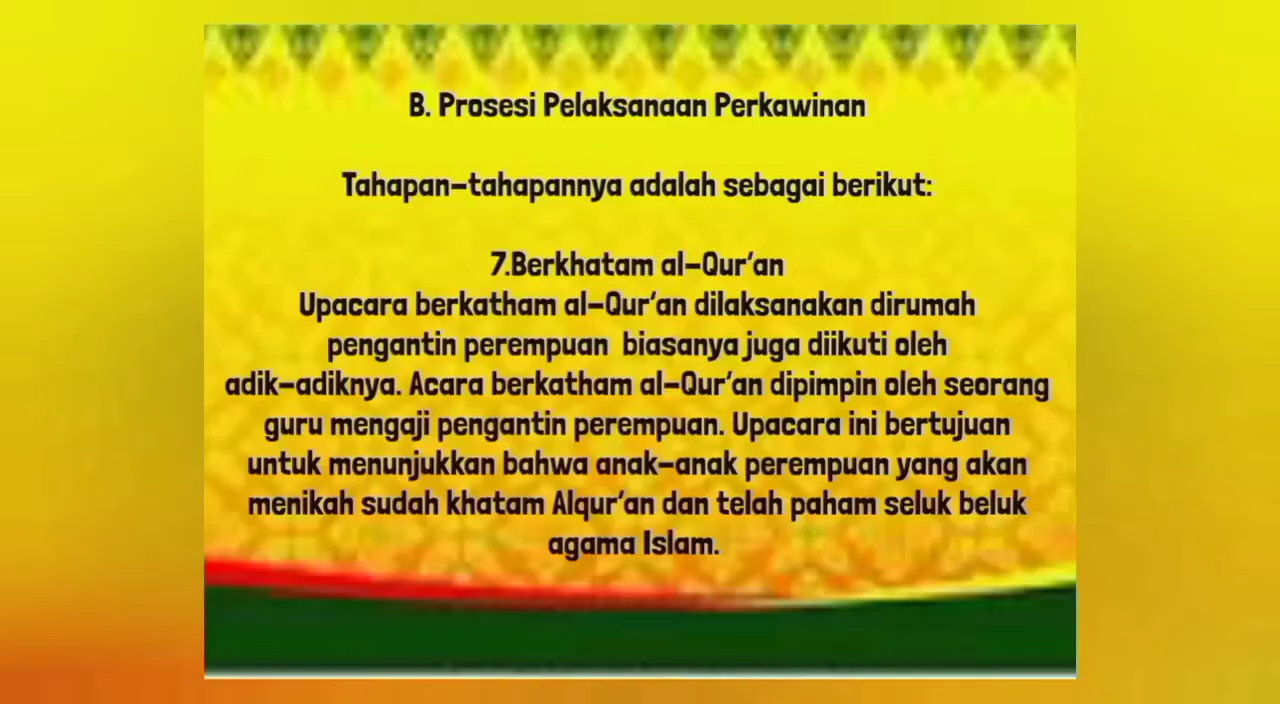 B. Prosesi Pelaksanaan Perkawinan
Tahapan-tahapannya adalah sebagai berikut:
7.Berkhatam al-Qur'an
Upacara berkatham al-Qur'an dilaksanakan dirumah
pengantin perempuan biasanya juga diikuti oleh
adik-adiknya. Acara berkatham al-Qur'an dipimpin oleh seorang
guru mengaji pengantin perempuan. Upacara ini bertujuan
untuk menunjukkan bahwa anak-anak perempuan yang akan
menikah sudah khatam Alqur'an dan telah paham seluk beluk
agama Islam.